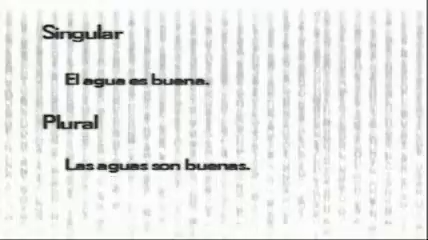 Singular
El agua es buena.
Plural
Las aguas son buenas.